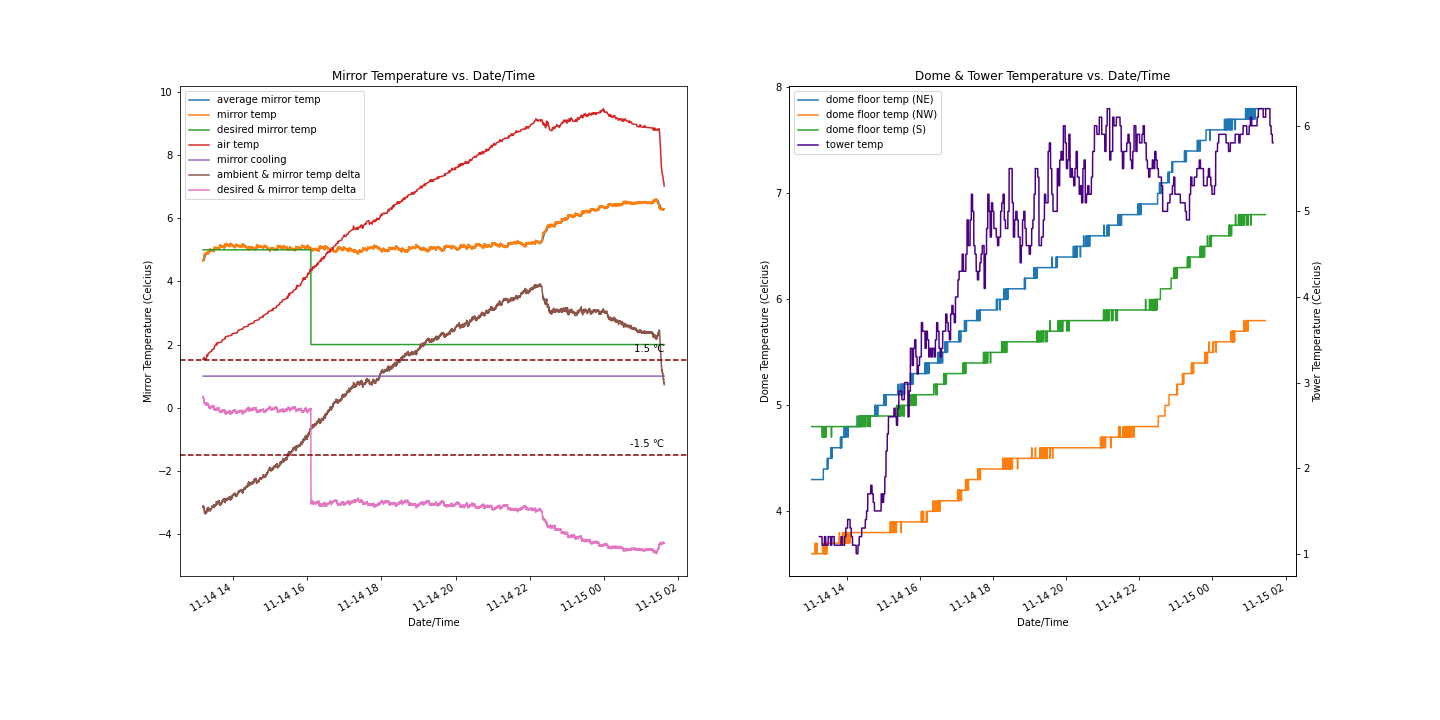 Mirror Temperature vs. Date/Time
Mirror Temperature (Celcius)
10
8
6
4
2
0
−2
−4
average mirror temp
mirror temp
desired mirror temp
air temp
mirror cooling
ambient & mirror temp delta
desired & mirror temp delta
1.5 °C
-1.5 °C
11-14 14
11-14 16
11-14 18
11-14 20
11-14 22
11-15 00
11-15 02
Date/Time
Dome & Tower Temperature vs. Date/Time
Dome Temperature (Celcius)
8
7
6
5
4
dome floor temp (NE)
dome floor temp (NW)
dome floor temp (S)
tower temp
6
5
4
3
2
1
Tower Temperature (Celcius)
11-14 14
11-14 16
11-14 18
11-14 20
11-14 22
11-15 00
11-15 02
Date/Time